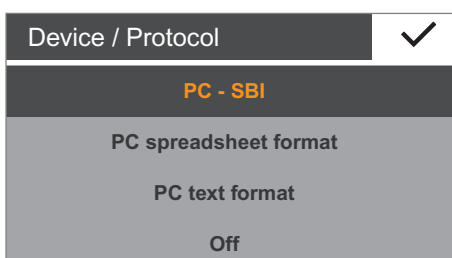 Device / Protocol
PC - SBI
PC spreadsheet format
PC text format
Off